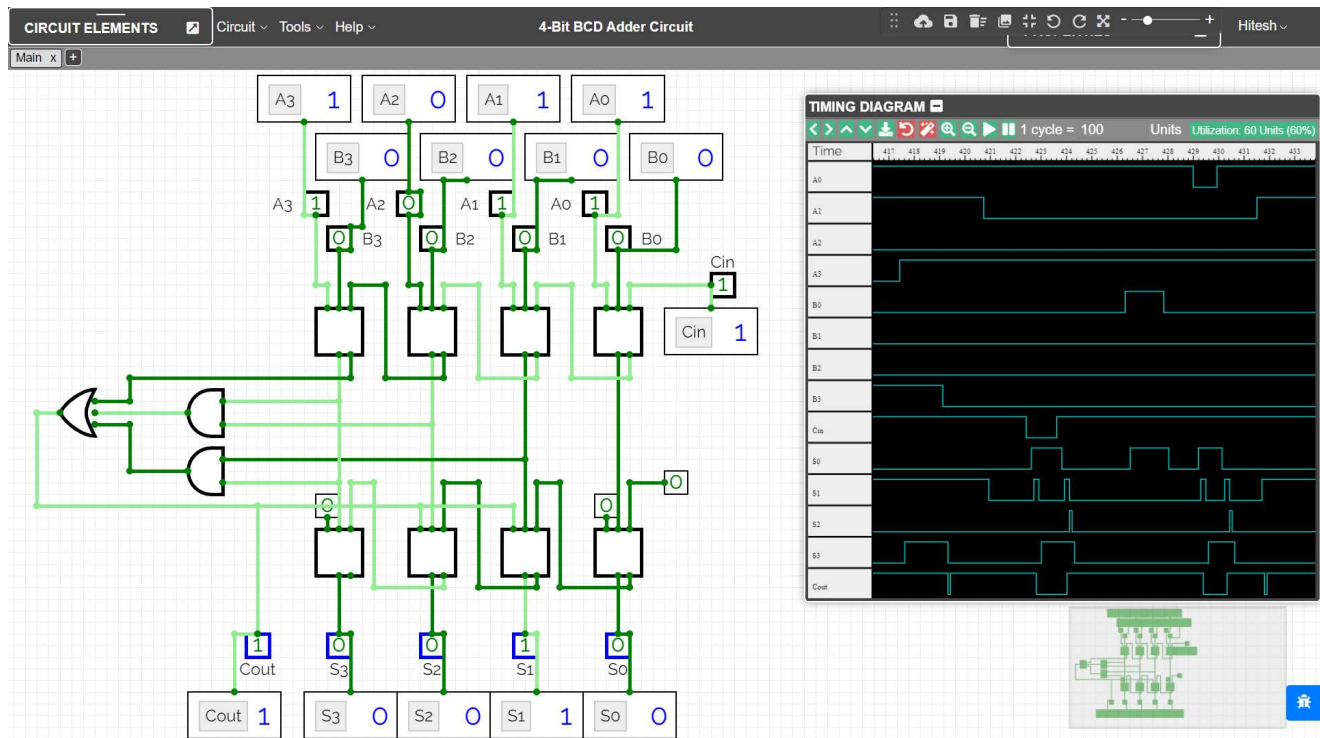 CIRCUIT ELEMENTS
Circuit Tools Help
4-Bit BCD Adder Circuit
- +
Hitesh
Main x +
A3 1 A2 0 A1 1 A0 1
B3 0 B2 0 B1 0 B0 0
A3 1 A2 0 A1 1 A0 1
0 B3 0 B2 0 B1 0 B0
Cin
1
Cin 1
0
0 0
1 0 0 1 0
Cout S3 S2 S1 S0
Cout 1 S3 0 S2 0 S1 1 S0 0
TIMING DIAGRAM
1 cycle = 100 Units Utilization: 60 Units (60%)
Time 417 418 419 420 421 422 423 424 425 426 427 428 429 430 431 432 433
A0
A1
A2
A3
B0
B1
B2
B3
Cin
S0
S1
S2
S3
Cout